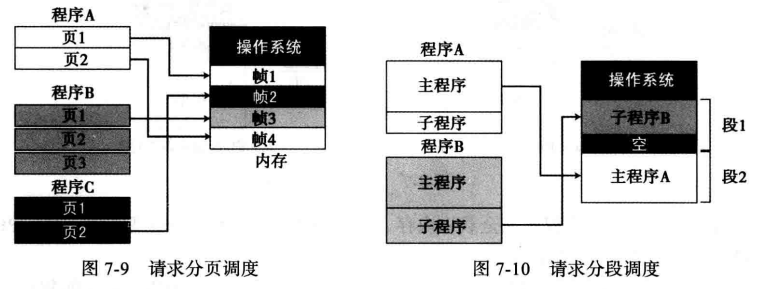 程序A
页1
页2
程序B
页1
页2
页3
程序C
页1
页2
操作系统
帧1
帧2
帧3
帧4
内存
图 7-9 请求分页调度
程序A
主程序
子程序
程序B
主程序
子程序
操作系统
子程序B
空
主程序A
段1
段2
图 7-10 请求分段调度